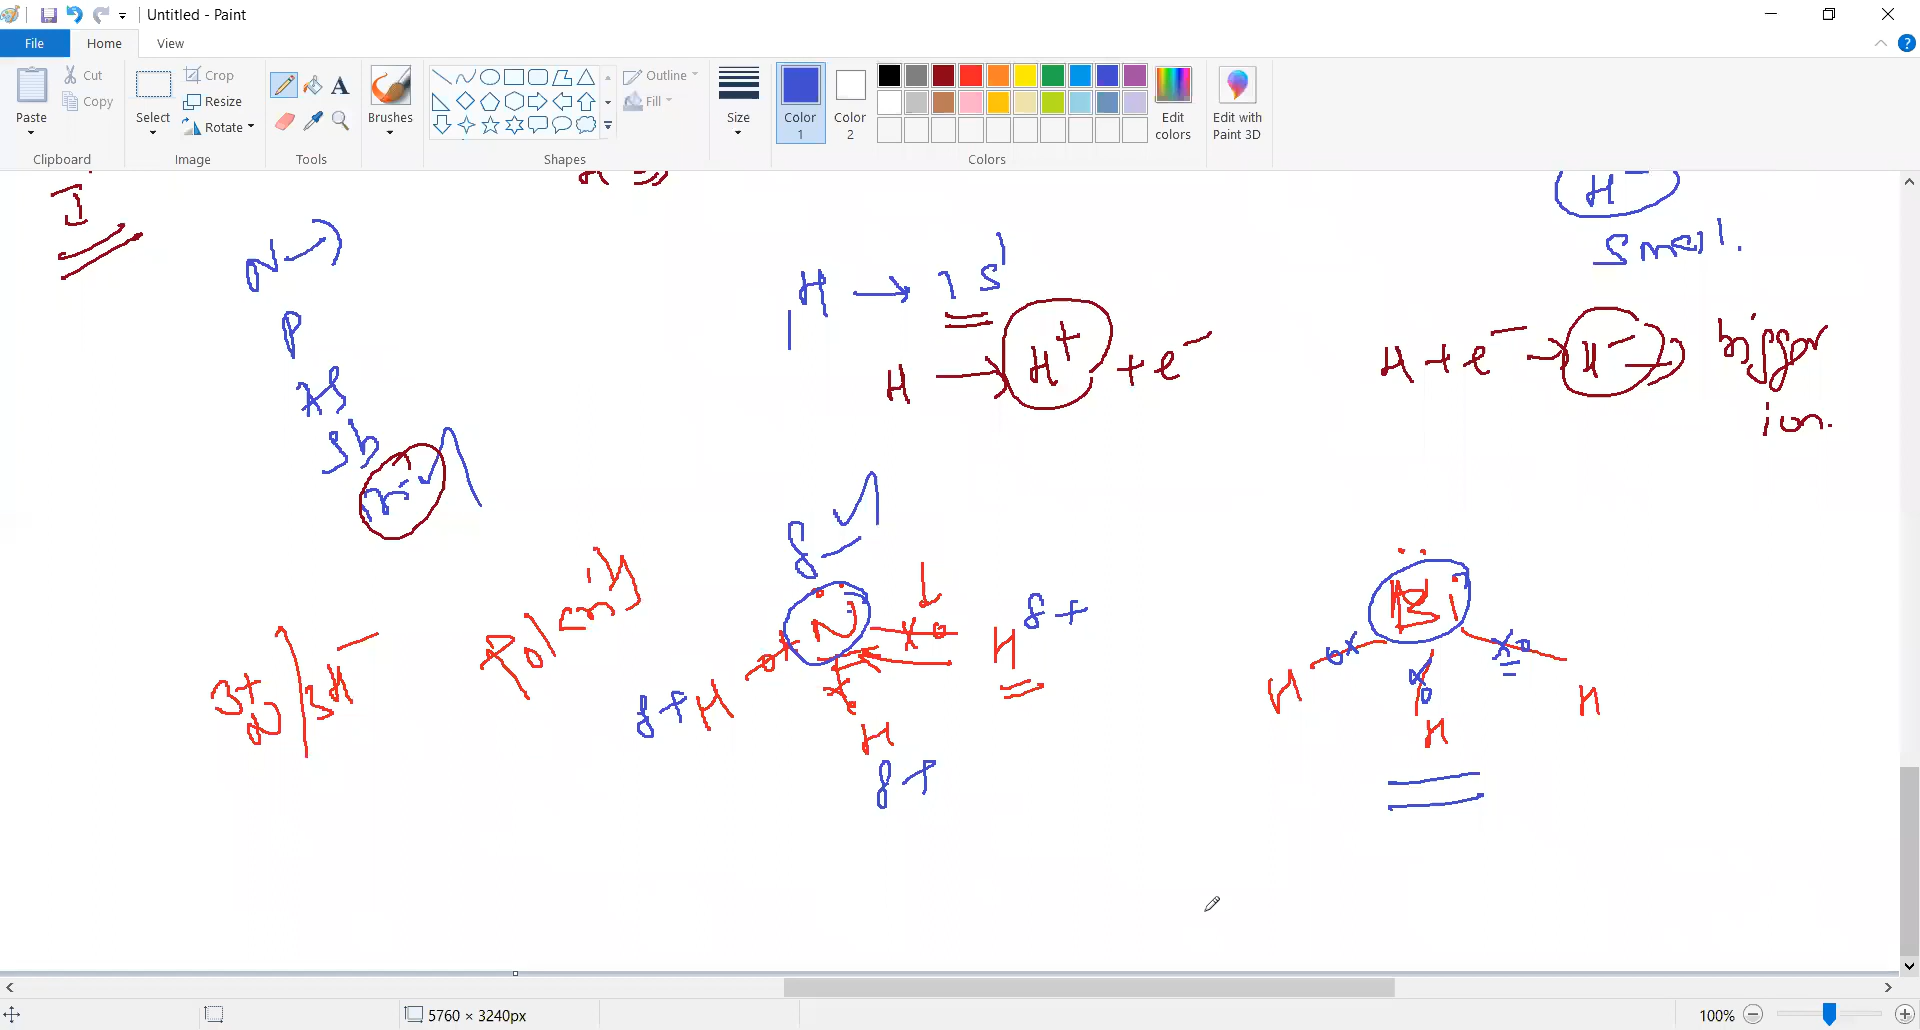 Untitled - Paint
File Home View
Cut
Copy
Paste
Clipboard
Select
Crop
Resize
Rotate
Image
Tools
Brushes
Outline
Fill
Shapes
Size
Color 1
Color 2
Colors
Edit colors
Edit with Paint 3D
I
N
P
As
Sb
H → 1s¹
H → H⁺ + e⁻
H⁻
Small.
H + e⁻ → H⁻ → bigger
ion.
Polarity
N³⁺ / 3H⁻
δ-
N
H δ+
δ+ H
H
δ+
Bi
H
H
H
5760 × 3240px
100%